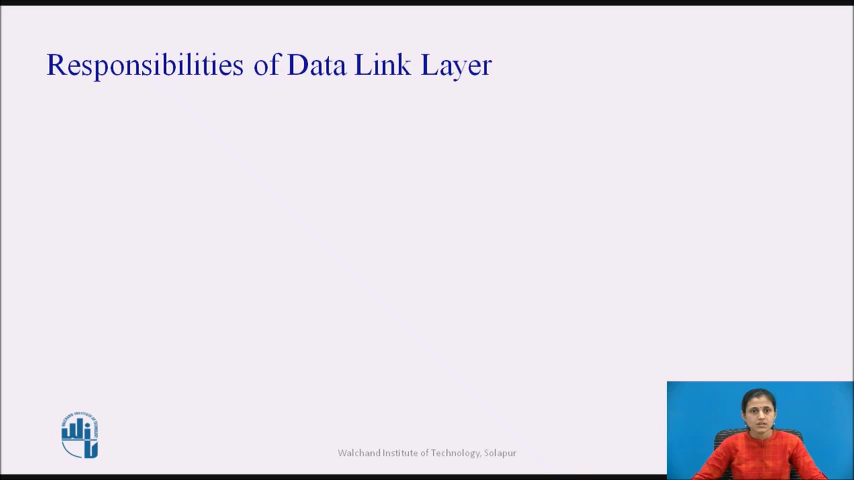 Responsibilities of Data Link Layer
Walchand Institute of Technology, Solapur